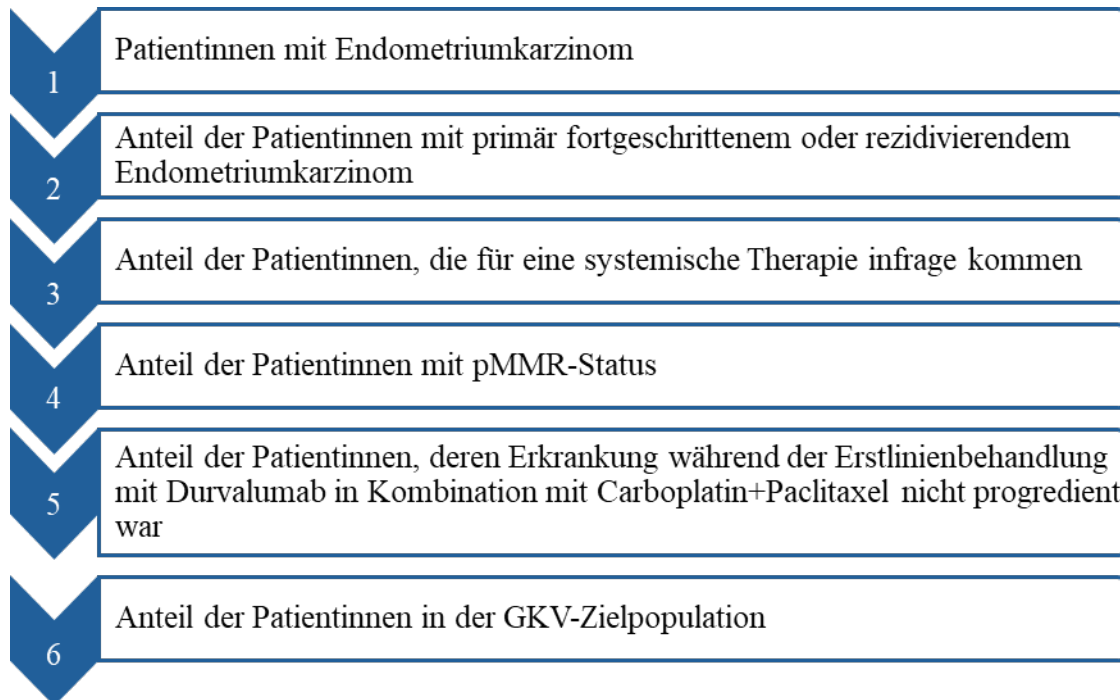 1
Patientinnen mit Endometriumkarzinom
2
Anteil der Patientinnen mit primär fortgeschrittenem oder rezidivierendem
Endometriumkarzinom
3
Anteil der Patientinnen, die für eine systemische Therapie infrage kommen
4
Anteil der Patientinnen mit pMMR-Status
5
Anteil der Patientinnen, deren Erkrankung während der Erstlinienbehandlung
mit Durvalumab in Kombination mit Carboplatin+Paclitaxel nicht progredient
war
6
Anteil der Patientinnen in der GKV-Zielpopulation